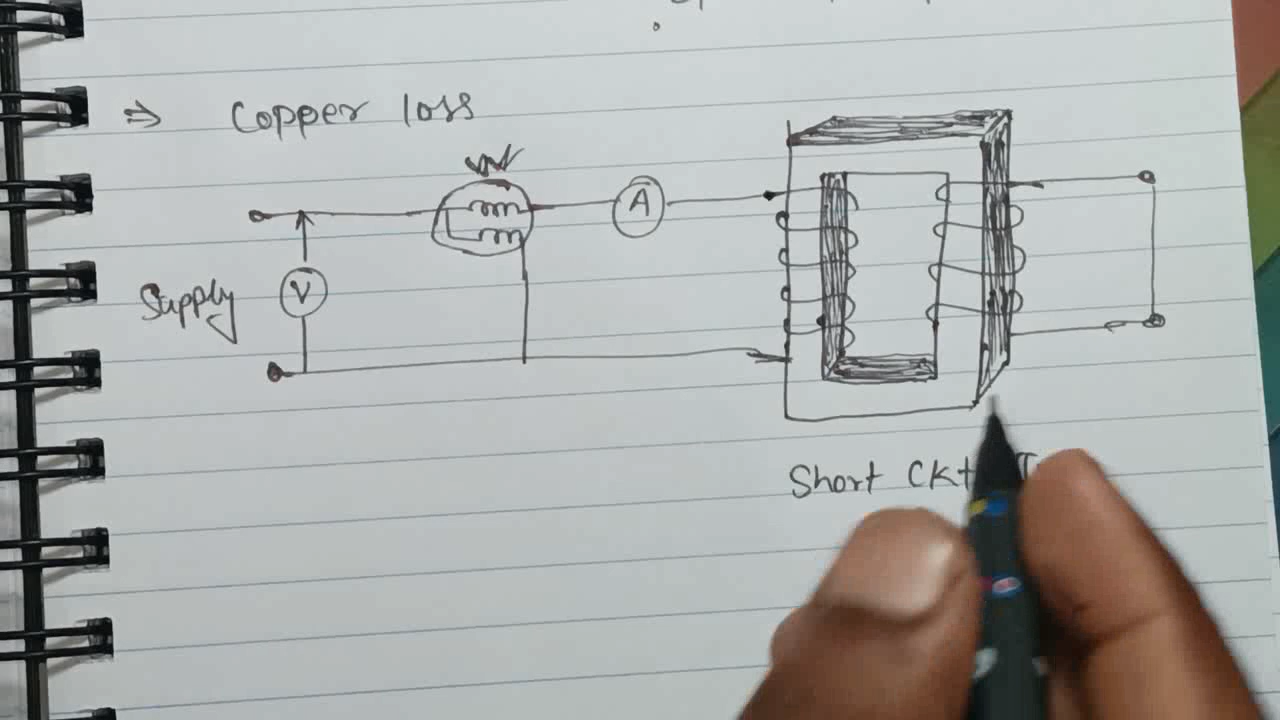 ⇒ Copper loss
W
A
Supply
V
Short Ckt